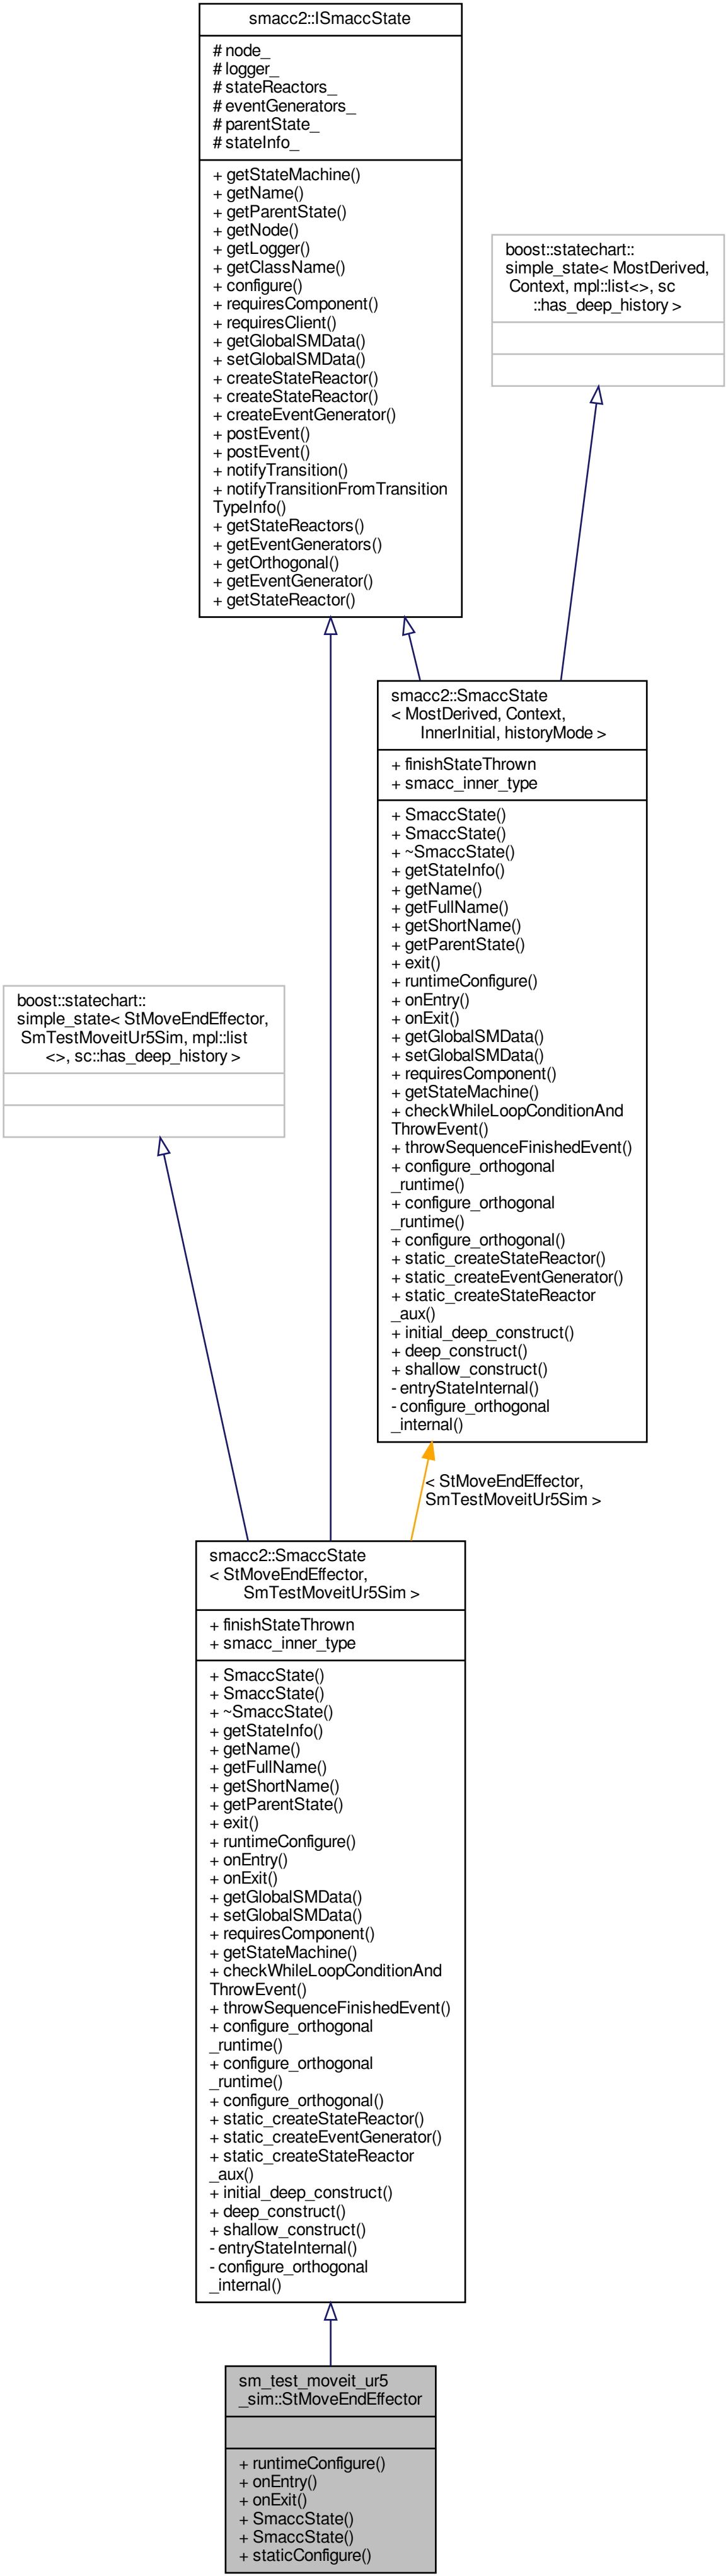 smacc2::ISmaccState
# node_
# logger_
# stateReactors_
# eventGenerators_
# parentState_
# stateInfo_
+ getStateMachine()
+ getName()
+ getParentState()
+ getNode()
+ getLogger()
+ getClassName()
+ configure()
+ requiresComponent()
+ requiresClient()
+ getGlobalSMData()
+ setGlobalSMData()
+ createStateReactor()
+ createStateReactor()
+ createEventGenerator()
+ postEvent()
+ postEvent()
+ notifyTransition()
+ notifyTransitionFromTransition
TypeInfo()
+ getStateReactors()
+ getEventGenerators()
+ getOrthogonal()
+ getEventGenerator()
+ getStateReactor()
boost::statechart::
simple_state< MostDerived,
Context, mpl::list<>, sc
::has_deep_history >
smacc2::SmaccState
< MostDerived, Context,
InnerInitial, historyMode >
+ finishStateThrown
+ smacc_inner_type
+ SmaccState()
+ SmaccState()
+ ~SmaccState()
+ getStateInfo()
+ getName()
+ getFullName()
+ getShortName()
+ getParentState()
+ exit()
+ runtimeConfigure()
+ onEntry()
+ onExit()
+ getGlobalSMData()
+ setGlobalSMData()
+ requiresComponent()
+ getStateMachine()
+ checkWhileLoopConditionAnd
ThrowEvent()
+ throwSequenceFinishedEvent()
+ configure_orthogonal
_runtime()
+ configure_orthogonal
_runtime()
+ configure_orthogonal()
+ static_createStateReactor()
+ static_createEventGenerator()
+ static_createStateReactor
_aux()
+ initial_deep_construct()
+ deep_construct()
+ shallow_construct()
- entryStateInternal()
- configure_orthogonal
_internal()
boost::statechart::
simple_state< StMoveEndEffector,
SmTestMoveitUr5Sim, mpl::list
<>, sc::has_deep_history >
< StMoveEndEffector,
SmTestMoveitUr5Sim >
smacc2::SmaccState
< StMoveEndEffector,
SmTestMoveitUr5Sim >
+ finishStateThrown
+ smacc_inner_type
+ SmaccState()
+ SmaccState()
+ ~SmaccState()
+ getStateInfo()
+ getName()
+ getFullName()
+ getShortName()
+ getParentState()
+ exit()
+ runtimeConfigure()
+ onEntry()
+ onExit()
+ getGlobalSMData()
+ setGlobalSMData()
+ requiresComponent()
+ getStateMachine()
+ checkWhileLoopConditionAnd
ThrowEvent()
+ throwSequenceFinishedEvent()
+ configure_orthogonal
_runtime()
+ configure_orthogonal
_runtime()
+ configure_orthogonal()
+ static_createStateReactor()
+ static_createEventGenerator()
+ static_createStateReactor
_aux()
+ initial_deep_construct()
+ deep_construct()
+ shallow_construct()
- entryStateInternal()
- configure_orthogonal
_internal()
sm_test_moveit_ur5
_sim::StMoveEndEffector
+ runtimeConfigure()
+ onEntry()
+ onExit()
+ SmaccState()
+ SmaccState()
+ staticConfigure()